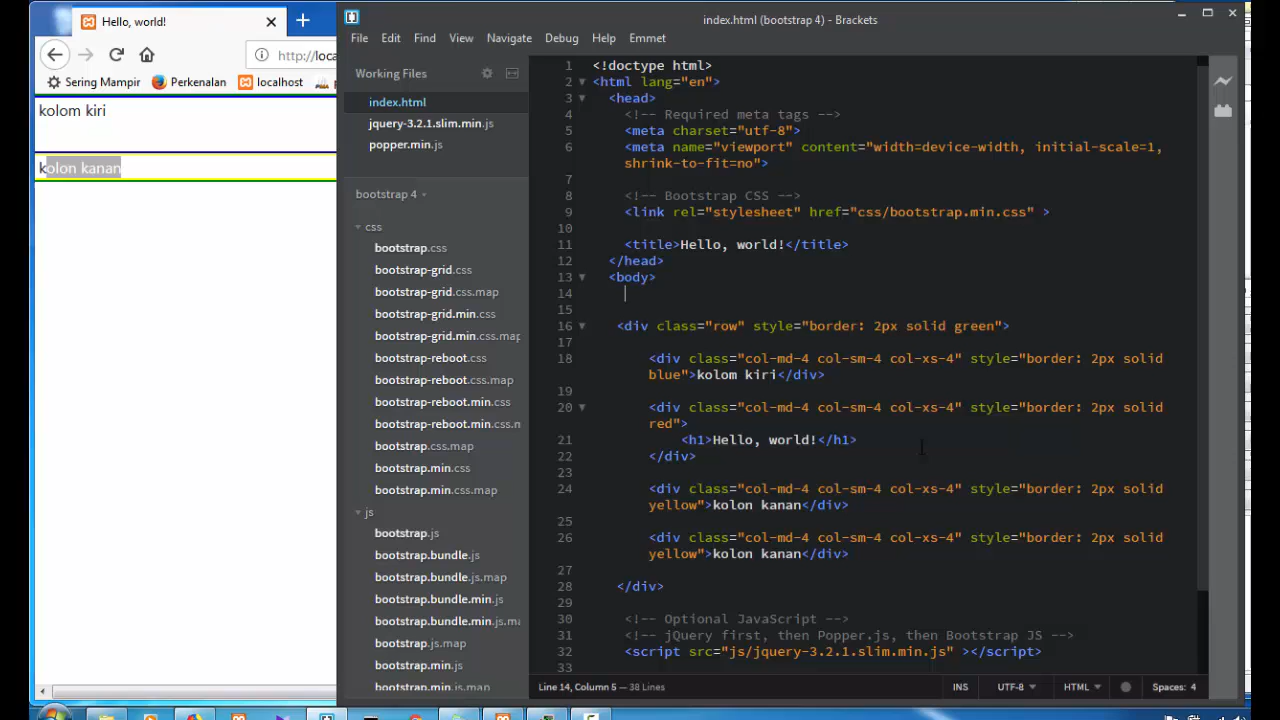 Hello, world!
http://loca
Sering Mampir
Perkenalan
localhost
kolom kiri
kolon kanan
index.html (bootstrap 4) - Brackets
File Edit Find View Navigate Debug Help Emmet
Working Files
index.html
jquery-3.2.1.slim.min.js
popper.min.js
bootstrap 4
css
bootstrap.css
bootstrap-grid.css
bootstrap-grid.css.map
bootstrap-grid.min.css
bootstrap-grid.min.css.map
bootstrap-reboot.css
bootstrap-reboot.css.map
bootstrap-reboot.min.css
bootstrap-reboot.min.css.m
bootstrap.css.map
bootstrap.min.css
bootstrap.min.css.map
js
bootstrap.js
bootstrap.bundle.js
bootstrap.bundle.js.map
bootstrap.bundle.min.js
bootstrap.bundle.min.js.ma
bootstrap.js.map
bootstrap.min.js
bootstrap.min.js.map
1 <!doctype html>
2 <html lang="en">
3 <head>
4 <!-- Required meta tags -->
5 <meta charset="utf-8">
6 <meta name="viewport" content="width=device-width, initial-scale=1,
shrink-to-fit=no">
7
8 <!-- Bootstrap CSS -->
9 <link rel="stylesheet" href="css/bootstrap.min.css" >
10
11 <title>Hello, world!</title>
12 </head>
13 <body>
14
15
16 <div class="row" style="border: 2px solid green">
17
18 <div class="col-md-4 col-sm-4 col-xs-4" style="border: 2px solid
blue">kolom kiri</div>
19
20 <div class="col-md-4 col-sm-4 col-xs-4" style="border: 2px solid
red">
21 <h1>Hello, world!</h1>
22 </div>
23
24 <div class="col-md-4 col-sm-4 col-xs-4" style="border: 2px solid
yellow">kolon kanan</div>
25
26 <div class="col-md-4 col-sm-4 col-xs-4" style="border: 2px solid
yellow">kolon kanan</div>
27
28 </div>
29
30 <!-- Optional JavaScript -->
31 <!-- jQuery first, then Popper.js, then Bootstrap JS -->
32 <script src="js/jquery-3.2.1.slim.min.js" ></script>
33
Line 14, Column 5 — 38 Lines
INS
UTF-8
HTML
Spaces: 4